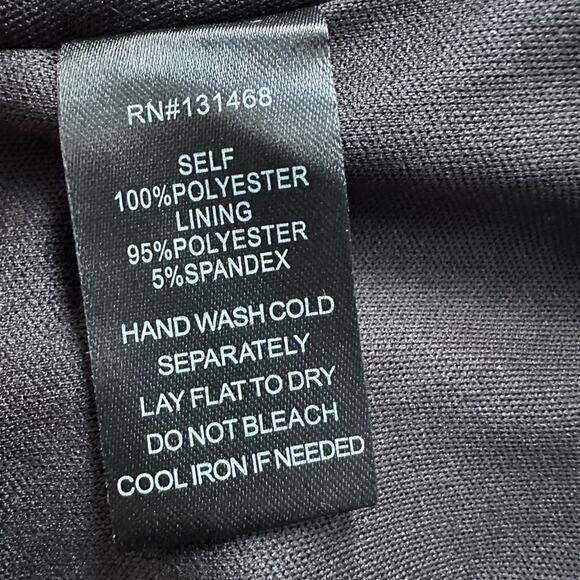 RN#131468
SELF
100%POLYESTER
LINING
95%POLYESTER
5%SPANDEX
HAND WASH COLD
SEPARATELY
LAY FLAT TO DRY
DO NOT BLEACH
COOL IRON IF NEEDED